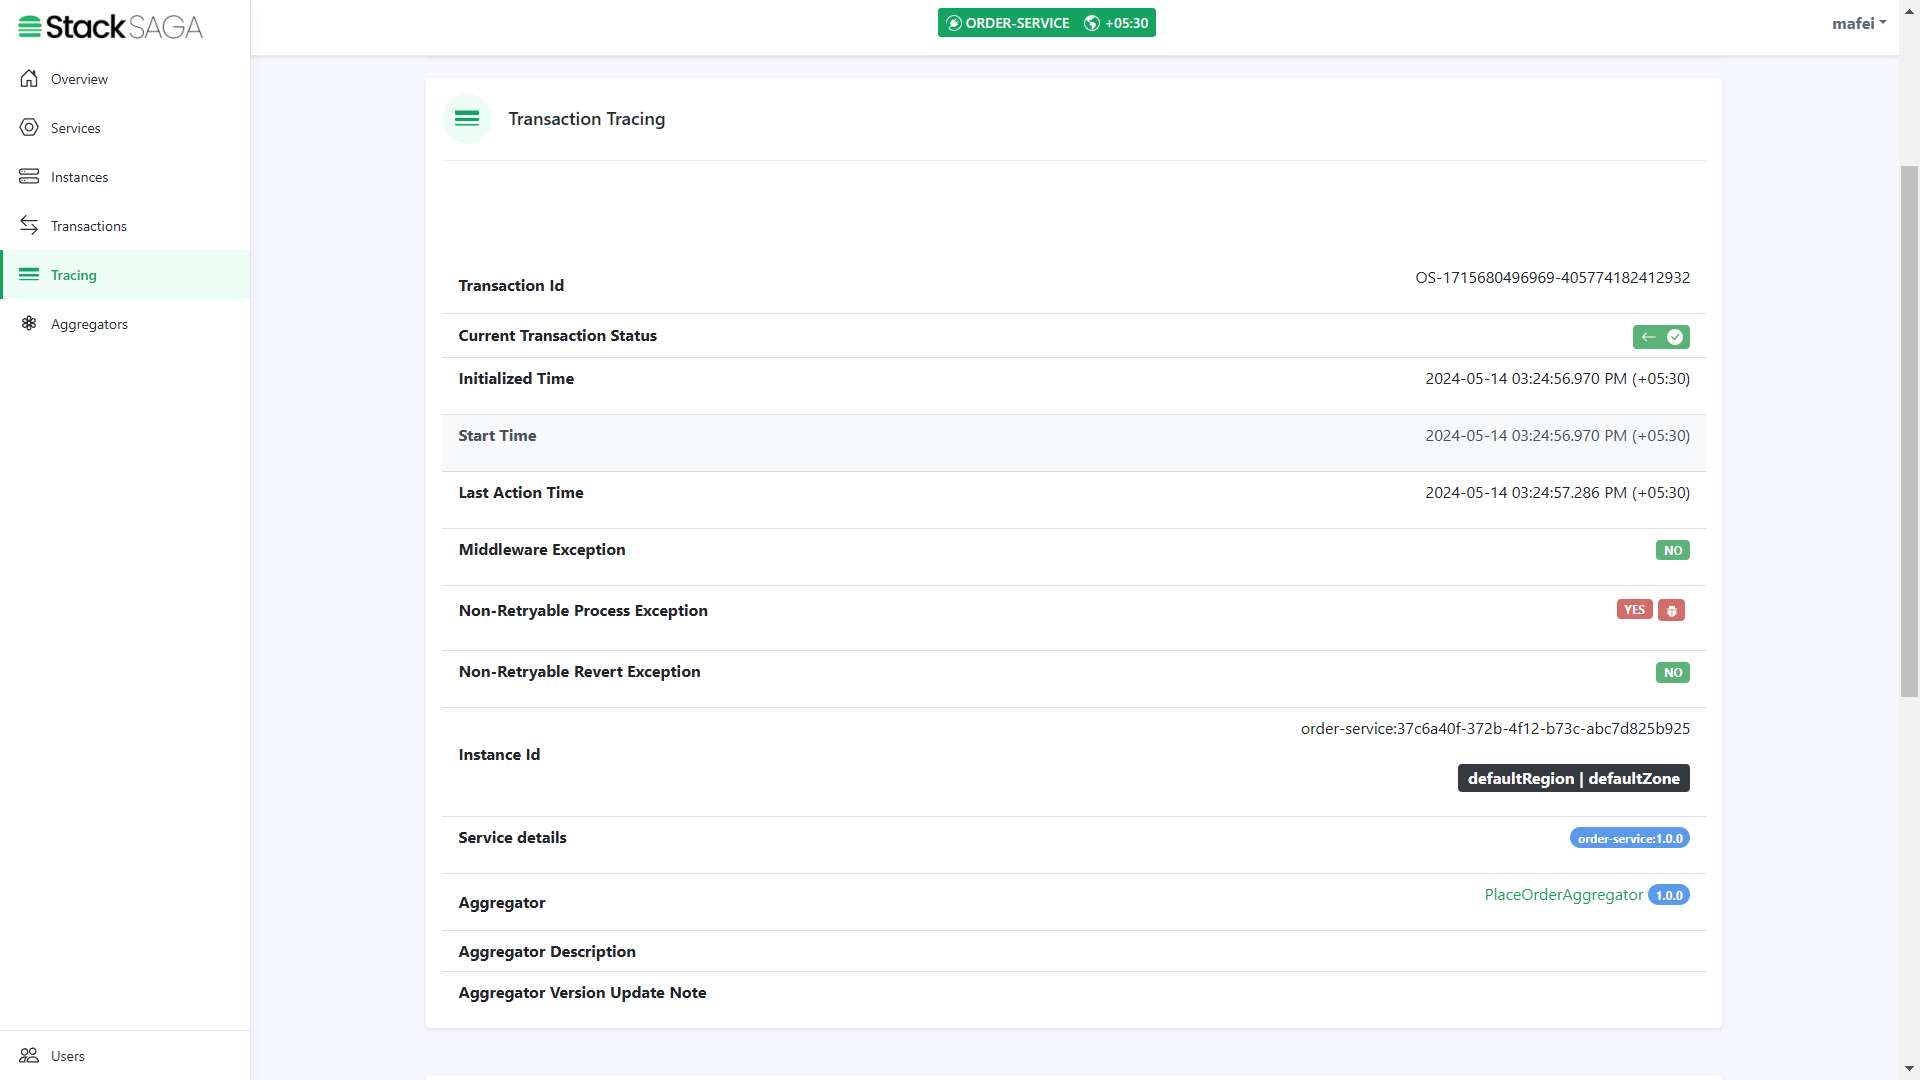 StackSAGA
ORDER-SERVICE +05:30
mafei
Overview
Services
Instances
Transactions
Tracing
Aggregators
Users
Transaction Tracing
Transaction Id OS-1715680496969-405774182412932
Current Transaction Status
Initialized Time 2024-05-14 03:24:56.970 PM (+05:30)
Start Time 2024-05-14 03:24:56.970 PM (+05:30)
Last Action Time 2024-05-14 03:24:57.286 PM (+05:30)
Middleware Exception NO
Non-Retryable Process Exception YES
Non-Retryable Revert Exception NO
Instance Id order-service:37c6a40f-372b-4f12-b73c-abc7d825b925
defaultRegion | defaultZone
Service details order-service:1.0.0
Aggregator PlaceOrderAggregator 1.0.0
Aggregator Description
Aggregator Version Update Note